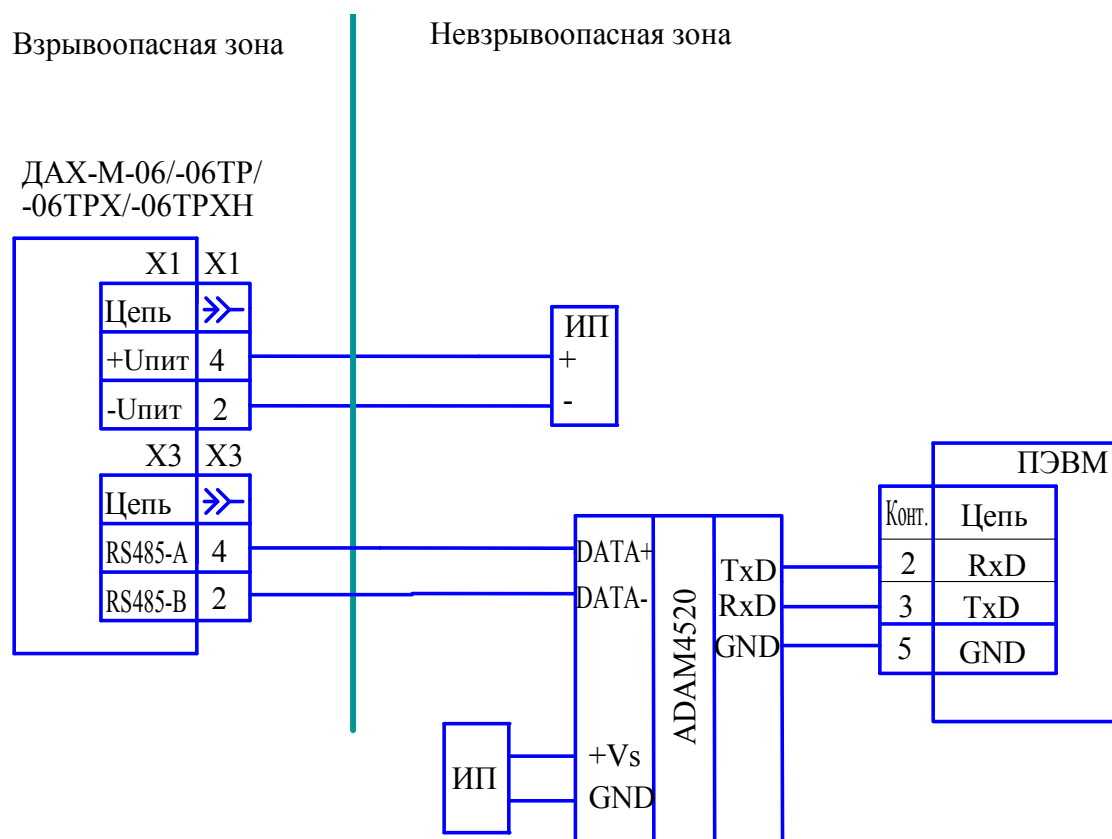 Взрывоопасная зона
Невзрывоопасная зона
ДАХ-М-06/-06ТР/
-06ТРХ/-06ТРХН
X1 X1
Цепь
+Uпит 4
-Uпит 2
X3 X3
Цепь
RS485-A 4
RS485-B 2
ИП
+
-
DATA+
DATA-
+Vs
GND
ADAM4520
TxD
RxD
GND
ИП
ПЭВМ
Конт. Цепь
2 RxD
3 TxD
5 GND